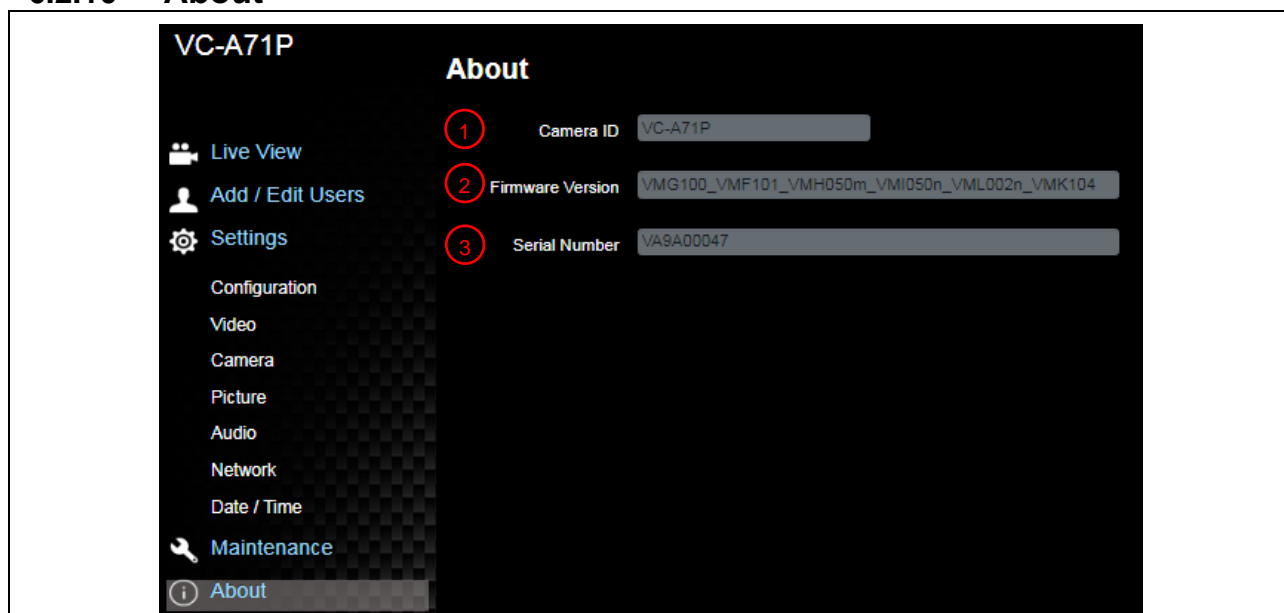 About
VC-A71P
About
1 Camera ID VC-A71P
Live View
2 Firmware Version VMG100_VMF101_VMH050m_VMI050n_VML002n_VMK104
Add / Edit Users
Settings
3 Serial Number VA9A00047
Configuration
Video
Camera
Picture
Audio
Network
Date / Time
Maintenance
About